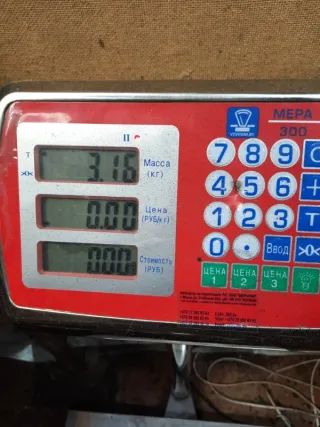 МЕРА
300
П
Т
3.16
Масса
(КГ)
0.00
Цена
(РУБ/кг)
0.00
Стоимость
(РУБ)
7 8 9 С
4 5 6 +
1 2 3 Т
0 . Ввод
ЦЕНА 1
ЦЕНА 2
ЦЕНА 3